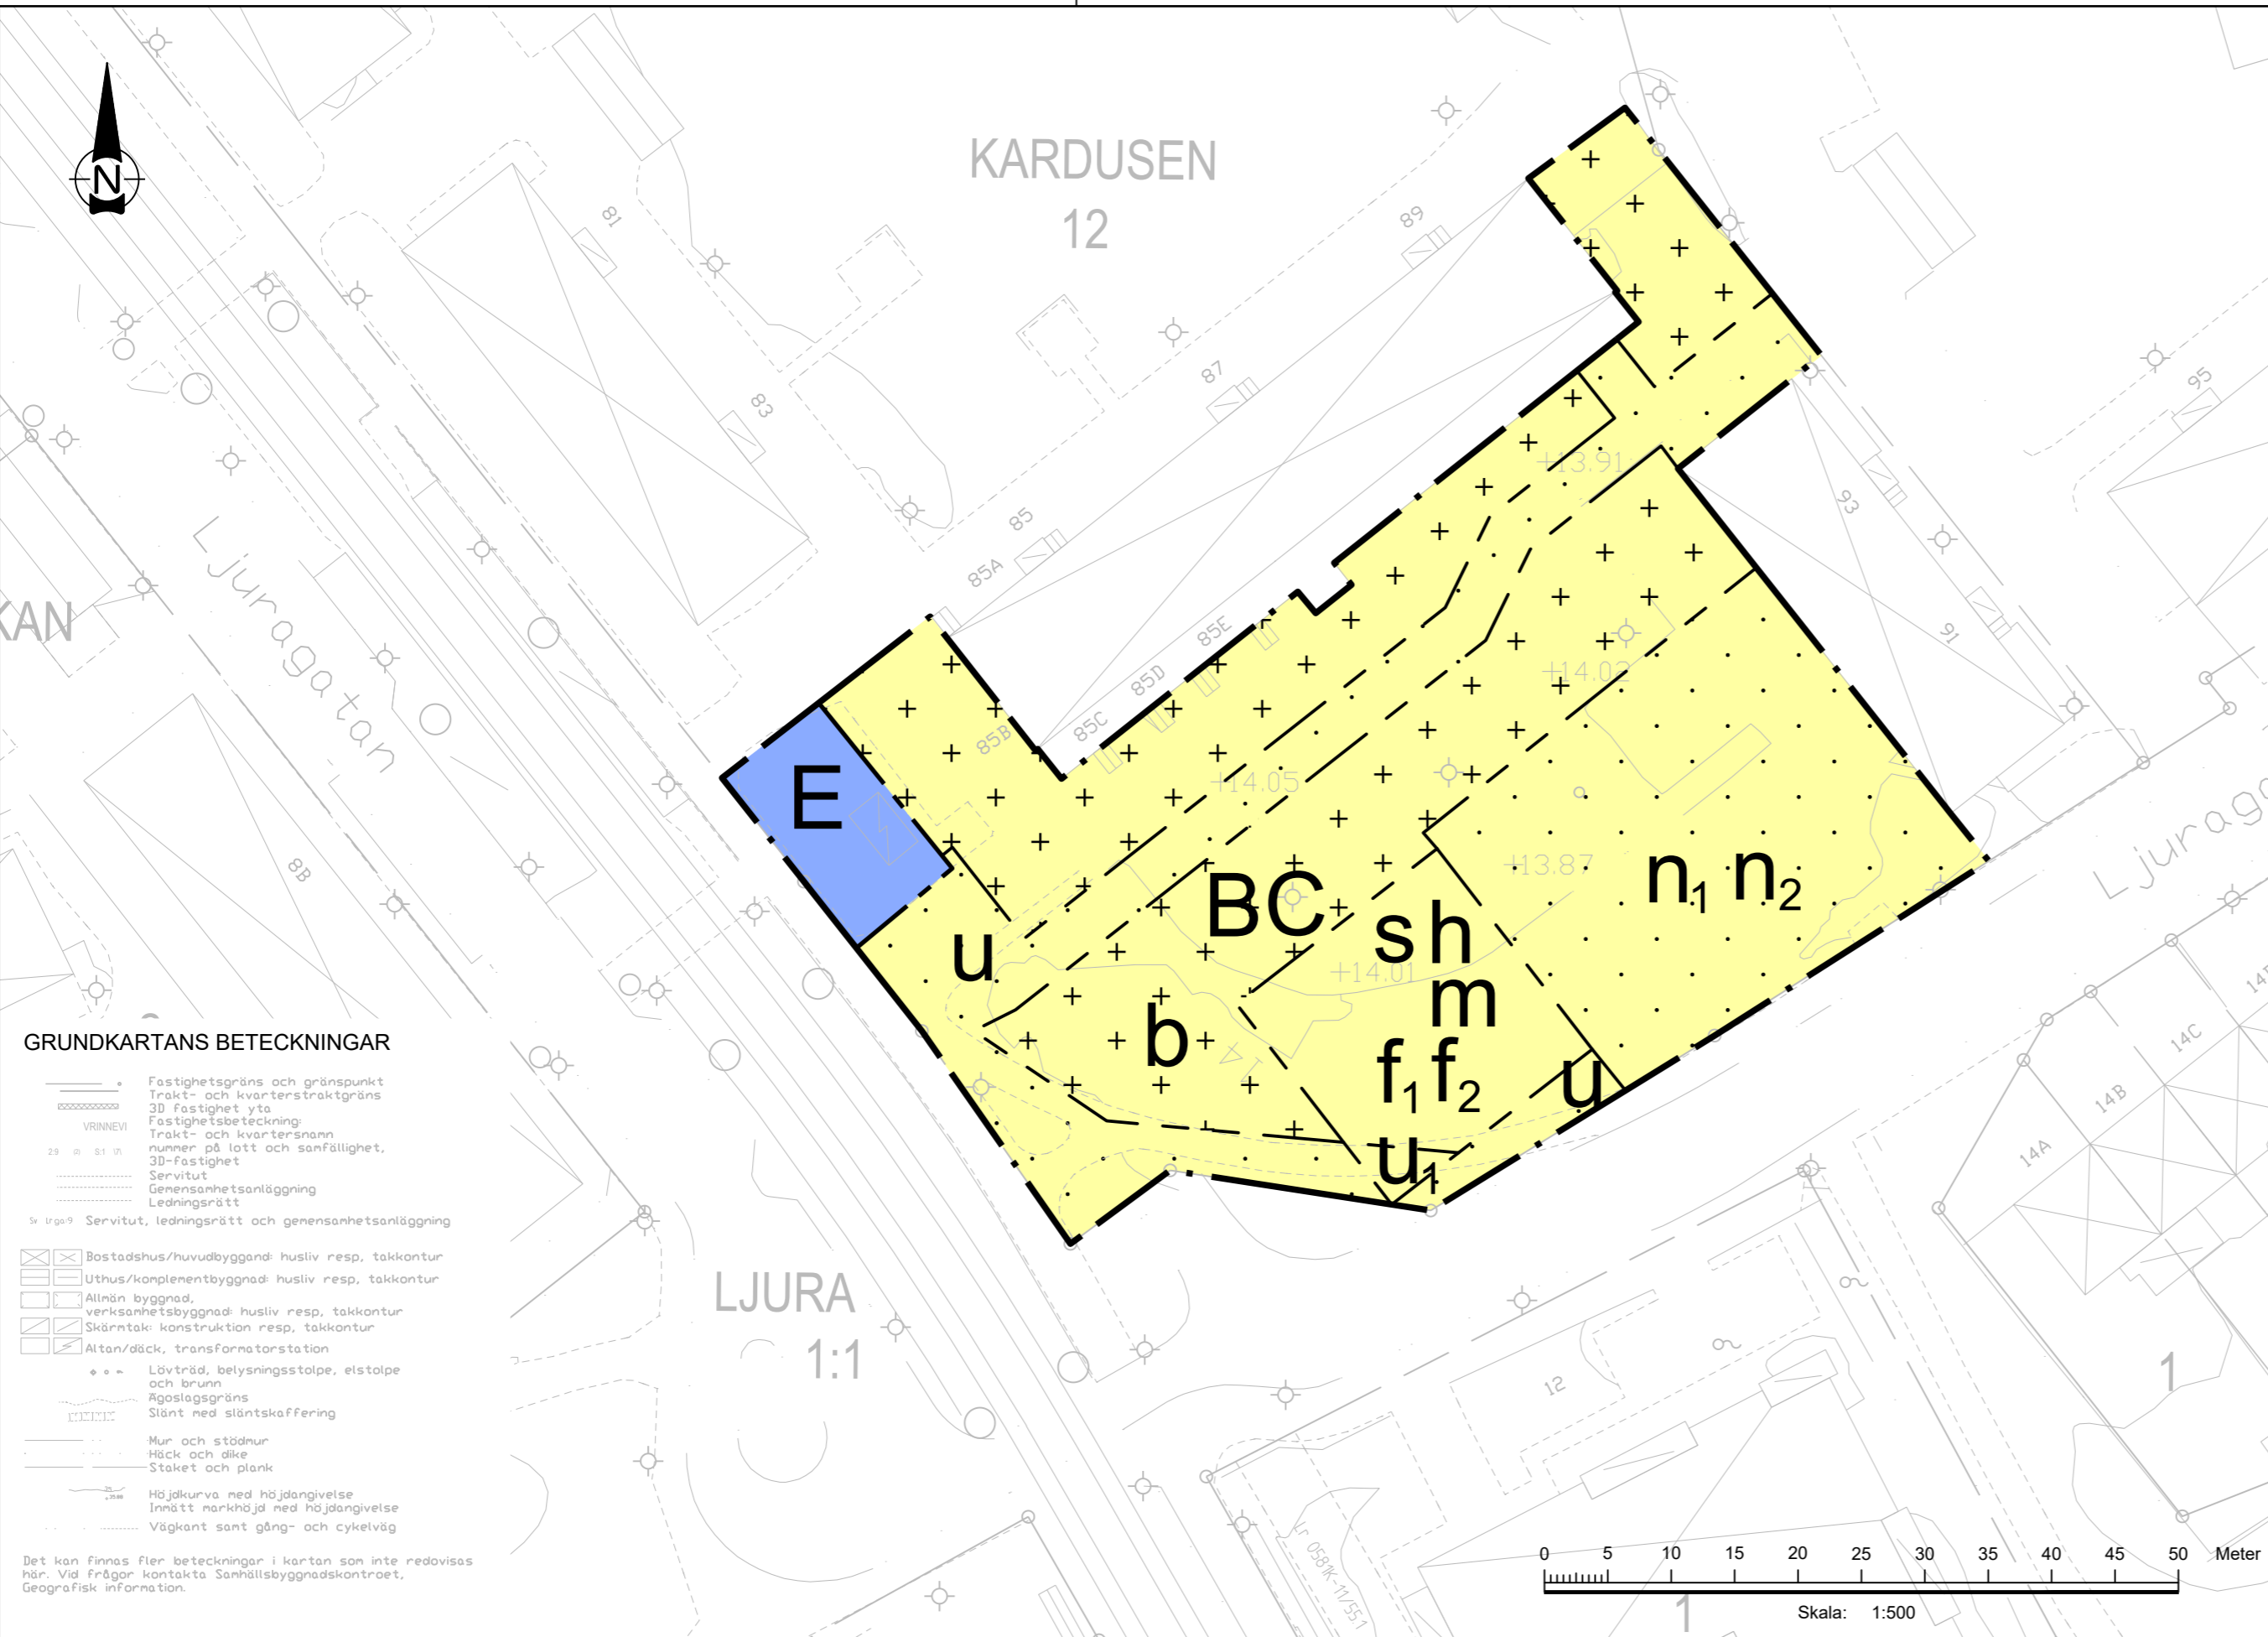 N
KARDUSEN
12
81
83
85
85A
85B
85C
85D
85E
87
89
91
93
95
Ljuragatan
KAN
8B
+13.91
+14.02
+14.05
+13.87
+14.01
14
E
u
BC
b
s h
m
f1 f2
u
u1
n1 n2
14A
14B
14C
LJURA
1:1
12
1
1
GRUNDKARTANS BETECKNINGAR
Fastighetsgräns och gränspunkt
Trakt- och kvarterstraktgräns
3D fastighet yta
VRINNEVI
Fastighetsbeteckning:
Trakt- och kvartersnamn
nummer på lott och samfällighet,
3D-fastighet
Servitut
Gemensamhetsanläggning
Ledningsrätt
Servitut, ledningsrätt och gemensamhetsanläggning
Bostadshus/huvudbyggand: husliv resp, takkontur
Uthus/komplementbyggnad: husliv resp, takkontur
Allmän byggnad,
verksamhetsbyggnad: husliv resp, takkontur
Skärmtak: konstruktion resp, takkontur
Altan/däck, transformatorstation
Lövträd, belysningsstolpe, elstolpe
och brunn
Ägoslagsgräns
Slänt med släntskaffering
Mur och stödmur
Häck och dike
Staket och plank
Höjdkurva med höjdangivelse
Inmätt markhöjd med höjdangivelse
Vägkant samt gång- och cykelväg
Det kan finnas fler beteckningar i kartan som inte redovisas
här. Vid frågor kontakta Samhällsbyggnadskontroet,
Geografisk information.
0 5 10 15 20 25 30 35 40 45 50 Meter
Skala: 1:500